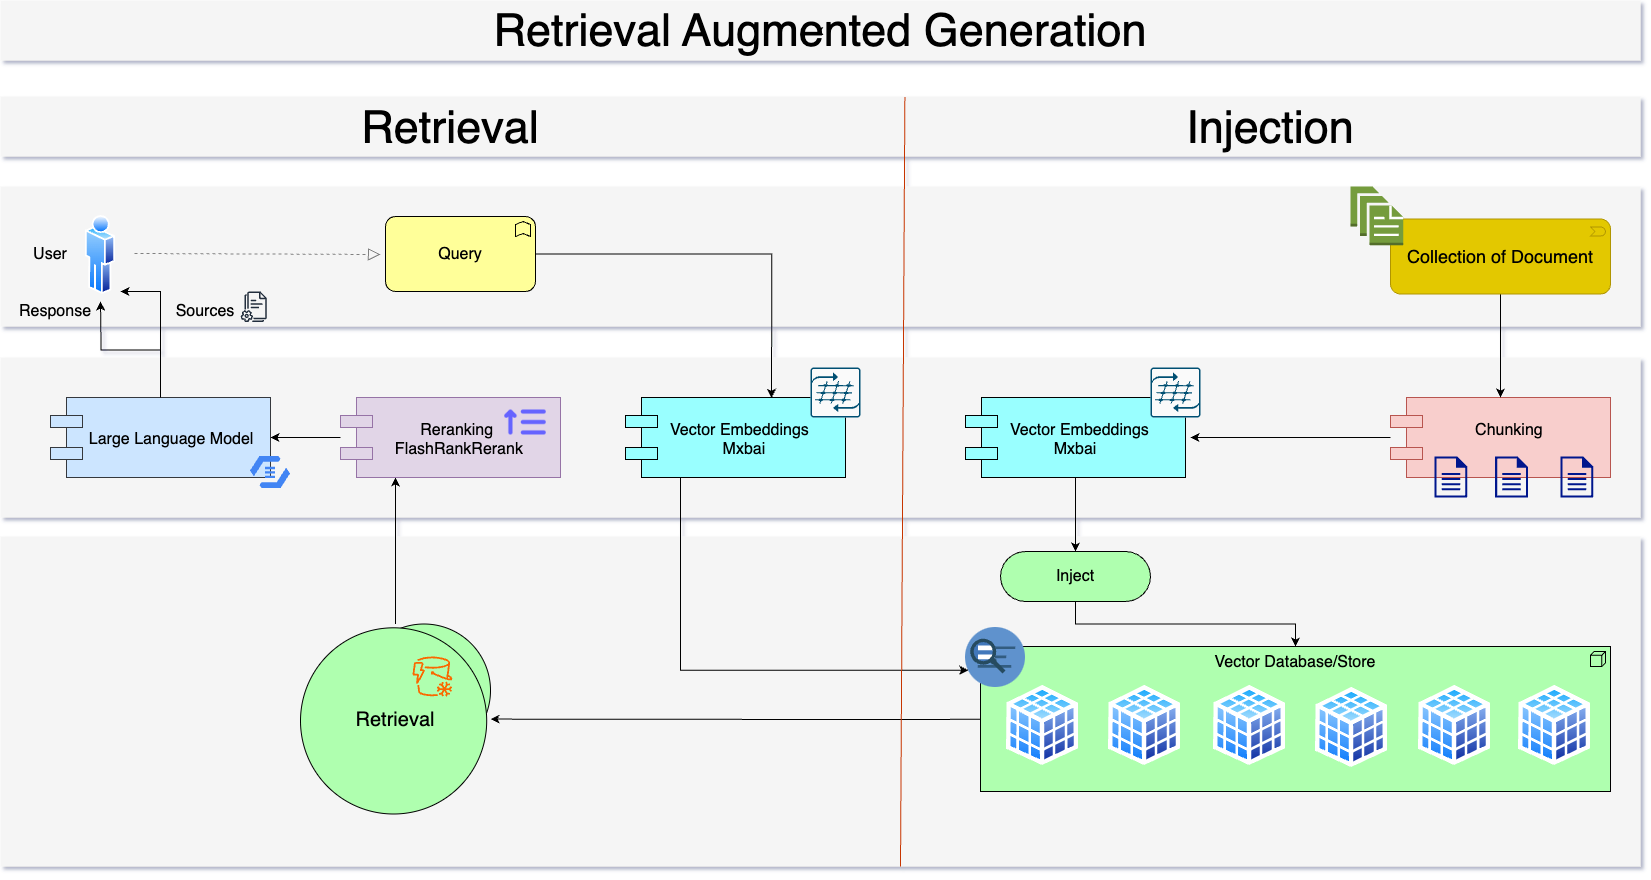 Retrieval Augmented Generation
Retrieval
Injection
User
Query
Collection of Document
Response
Sources
Large Language Model
Reranking
FlashRankRerank
Vector Embeddings
Mxbai
Vector Embeddings
Mxbai
Chunking
Inject
Vector Database/Store
Retrieval